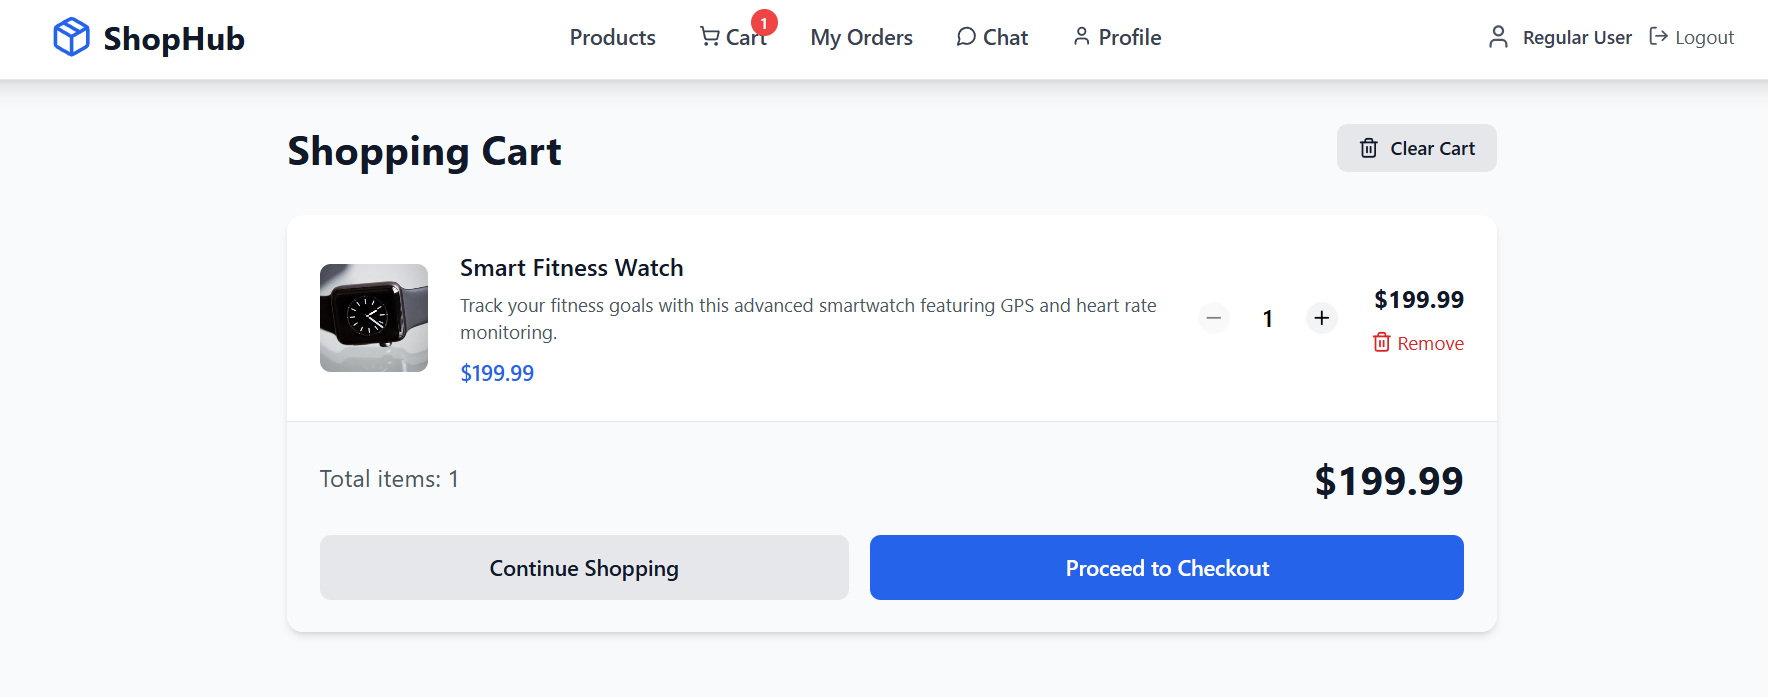 ShopHub
Products
Cart
1
My Orders
Chat
Profile
Regular User
Logout
Shopping Cart
Clear Cart
Smart Fitness Watch
Track your fitness goals with this advanced smartwatch featuring GPS and heart rate
monitoring.
$199.99
1
$199.99
Remove
Total items: 1
$199.99
Continue Shopping
Proceed to Checkout